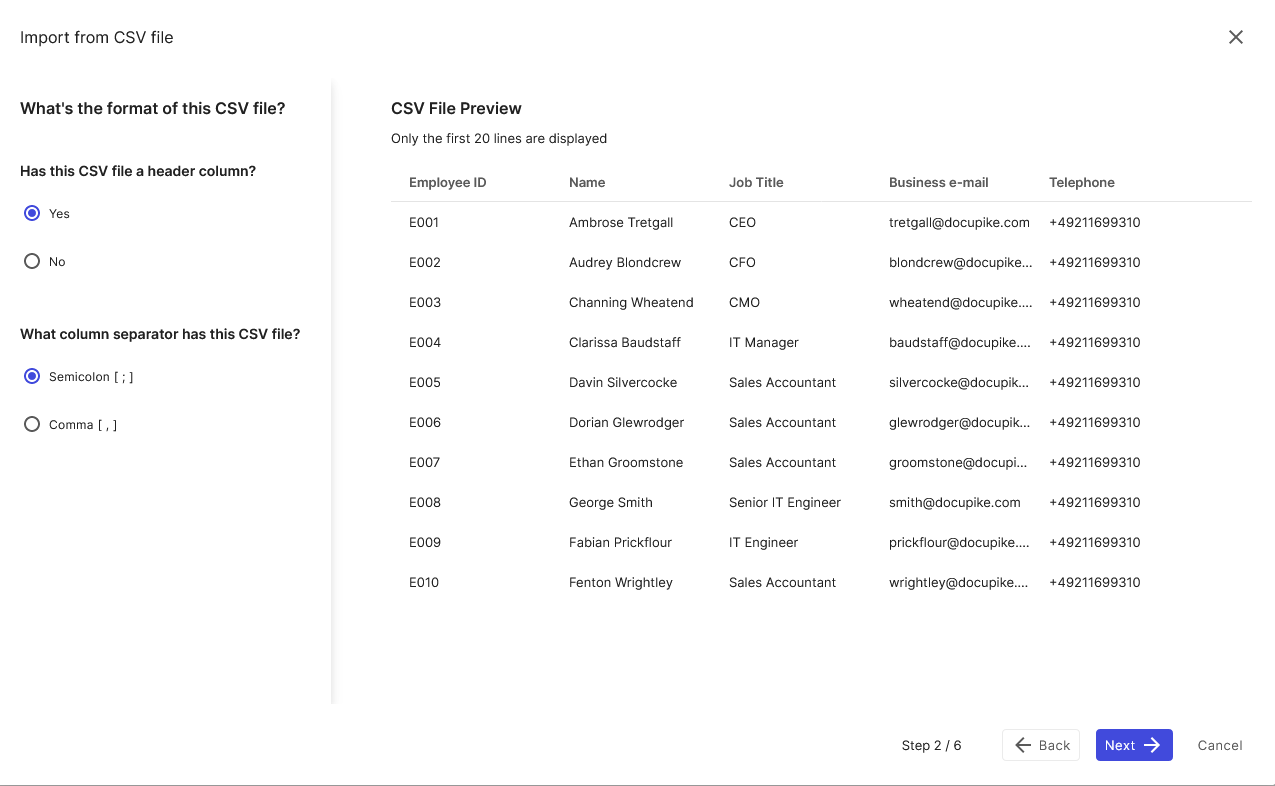 Import from CSV file
What's the format of this CSV file?
Has this CSV file a header column?
Yes
No
What column separator has this CSV file?
Semicolon [ ; ]
Comma [ , ]
CSV File Preview
Only the first 20 lines are displayed
Employee ID Name Job Title Business e-mail Telephone
E001 Ambrose Tretgall CEO tretgall@docupike.com +49211699310
E002 Audrey Blondcrew CFO blondcrew@docupike... +49211699310
E003 Channing Wheatend CMO wheatend@docupike.... +49211699310
E004 Clarissa Baudstaff IT Manager baudstaff@docupike.... +49211699310
E005 Davin Silvercocke Sales Accountant silvercocke@docupik... +49211699310
E006 Dorian Glewrodger Sales Accountant glewrodger@docupik... +49211699310
E007 Ethan Groomstone Sales Accountant groomstone@docupi... +49211699310
E008 George Smith Senior IT Engineer smith@docupike.com +49211699310
E009 Fabian Prickflour IT Engineer prickflour@docupike.... +49211699310
E010 Fenton Wrightley Sales Accountant wrightley@docupike.... +49211699310
Step 2 / 6 Back Next Cancel